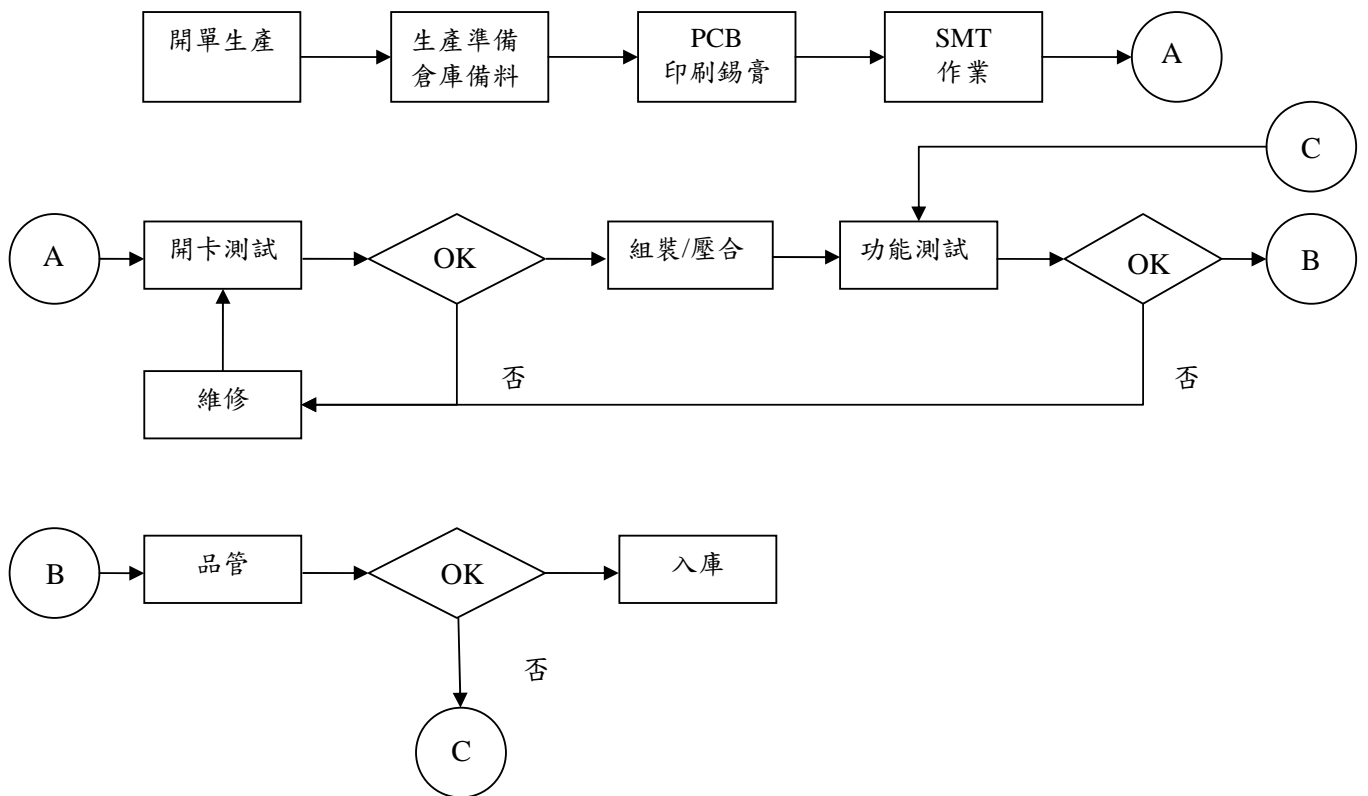 開單生產
生產準備
倉庫備料
PCB
印刷錫膏
SMT
作業
A
C
A
開卡測試
OK
組裝/壓合
功能測試
OK
B
維修
否
否
B
品管
OK
入庫
否
C